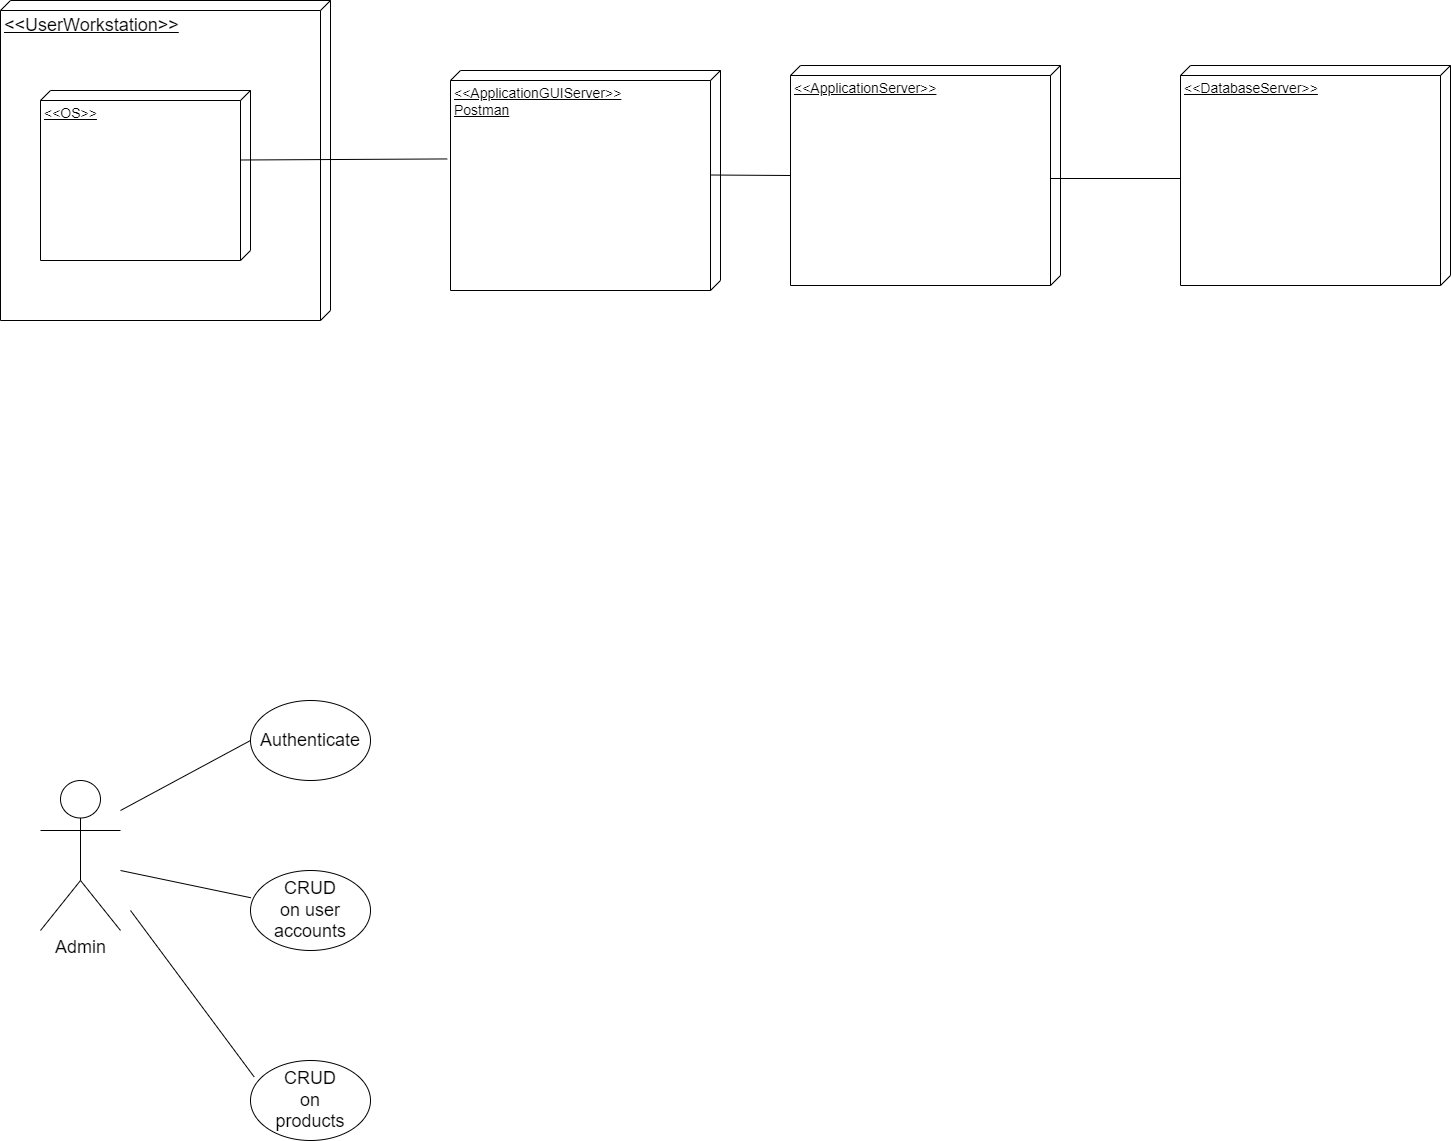 <<UserWorkstation>>
<<OS>>
<<ApplicationGUIServer>>
Postman
<<ApplicationServer>>
<<DatabaseServer>>
Authenticate
CRUD
on user
accounts
Admin
CRUD
on
products